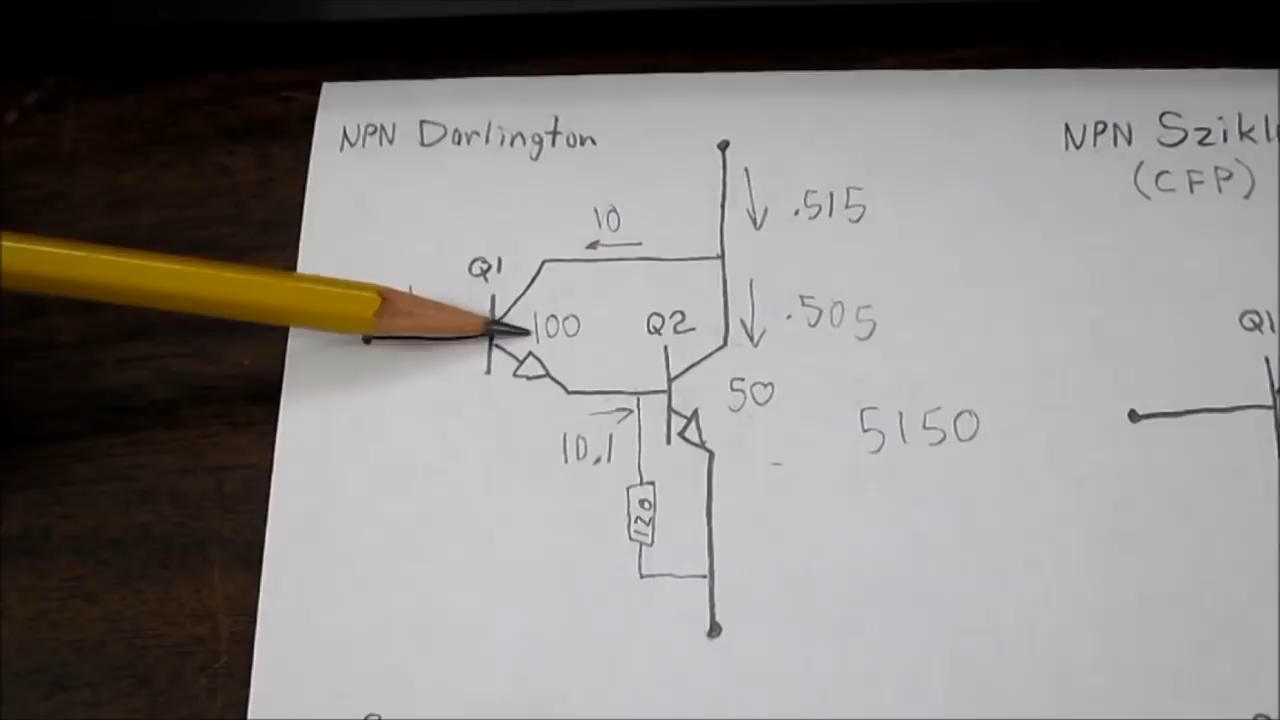 NPN Darlington
NPN Szikl
(CFP)
10
.515
Q1
100
Q2
.505
Q1
50
5150
10.1
120